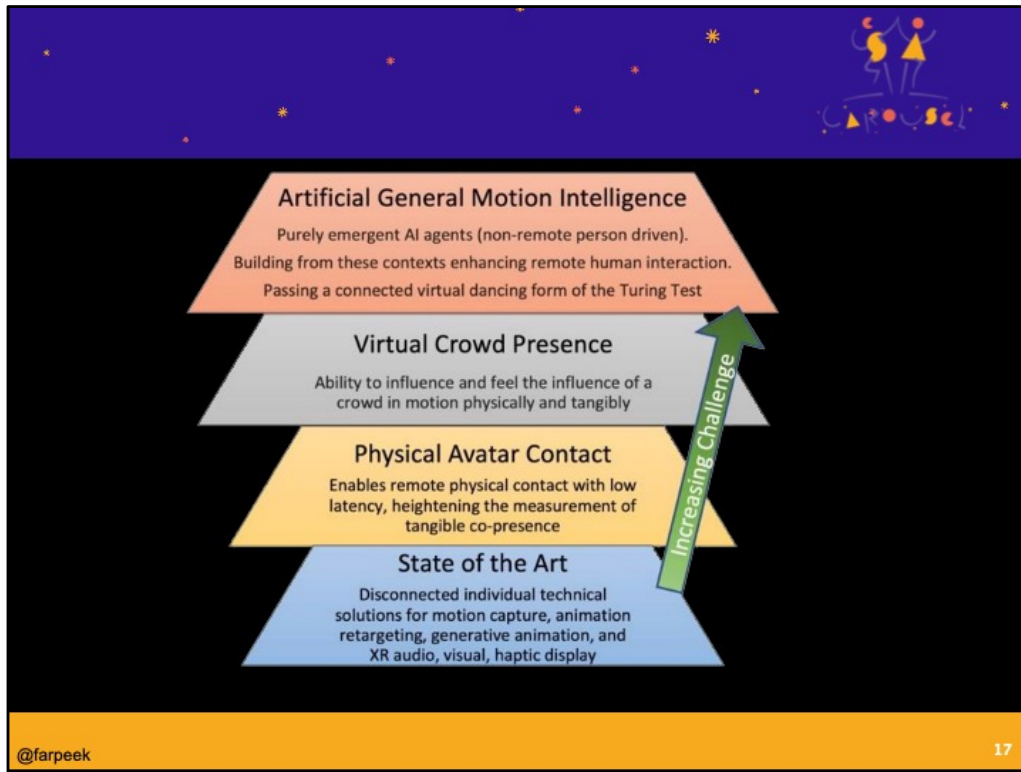 CAROUSEL
Artificial General Motion Intelligence
Purely emergent AI agents (non-remote person driven).
Building from these contexts enhancing remote human interaction.
Passing a connected virtual dancing form of the Turing Test
Virtual Crowd Presence
Ability to influence and feel the influence of a
crowd in motion physically and tangibly
Physical Avatar Contact
Enables remote physical contact with low
latency, heightening the measurement of
tangible co-presence
State of the Art
Disconnected individual technical
solutions for motion capture, animation
retargeting, generative animation, and
XR audio, visual, haptic display
Increasing Challenge
@farpeek
17